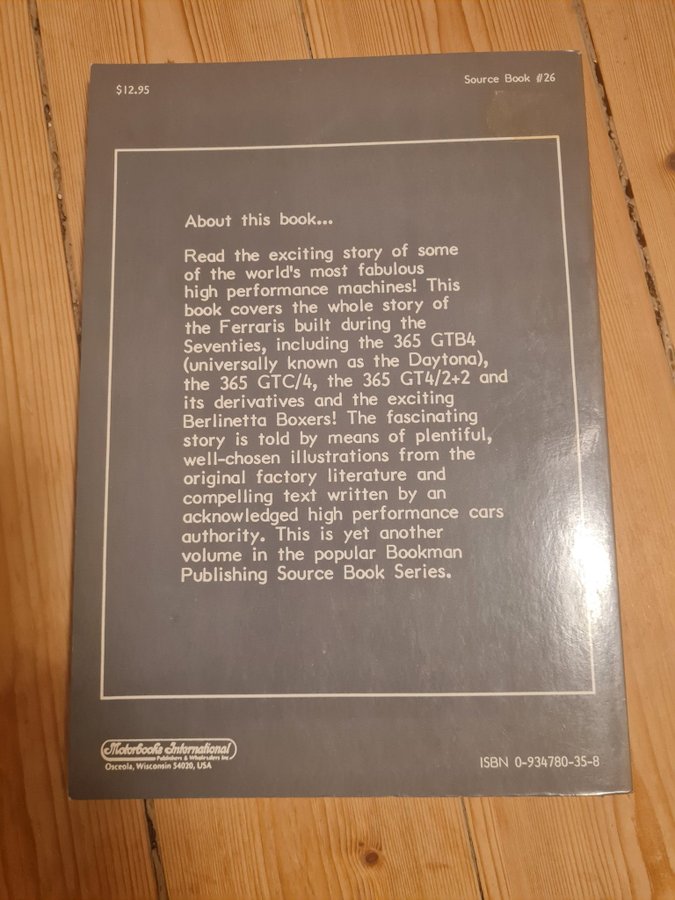 $12.95
Source Book #26
About this book...
Read the exciting story of some
of the world's most fabulous
high performance machines! This
book covers the whole story of
the Ferraris built during the
Seventies, including the 365 GTB4
(universally known as the Daytona),
the 365 GTC/4, the 365 GT4/2+2 and
its derivatives and the exciting
Berlinetta Boxers! The fascinating
story is told by means of plentiful,
well-chosen illustrations from the
original factory literature and
compelling text written by an
acknowledged high performance cars
authority. This is yet another
volume in the popular Bookman
Publishing Source Book Series.
Motorbooks International
Publishers & Wholesalers Inc
Osceola, Wisconsin 54020, USA
ISBN 0-934780-35-8